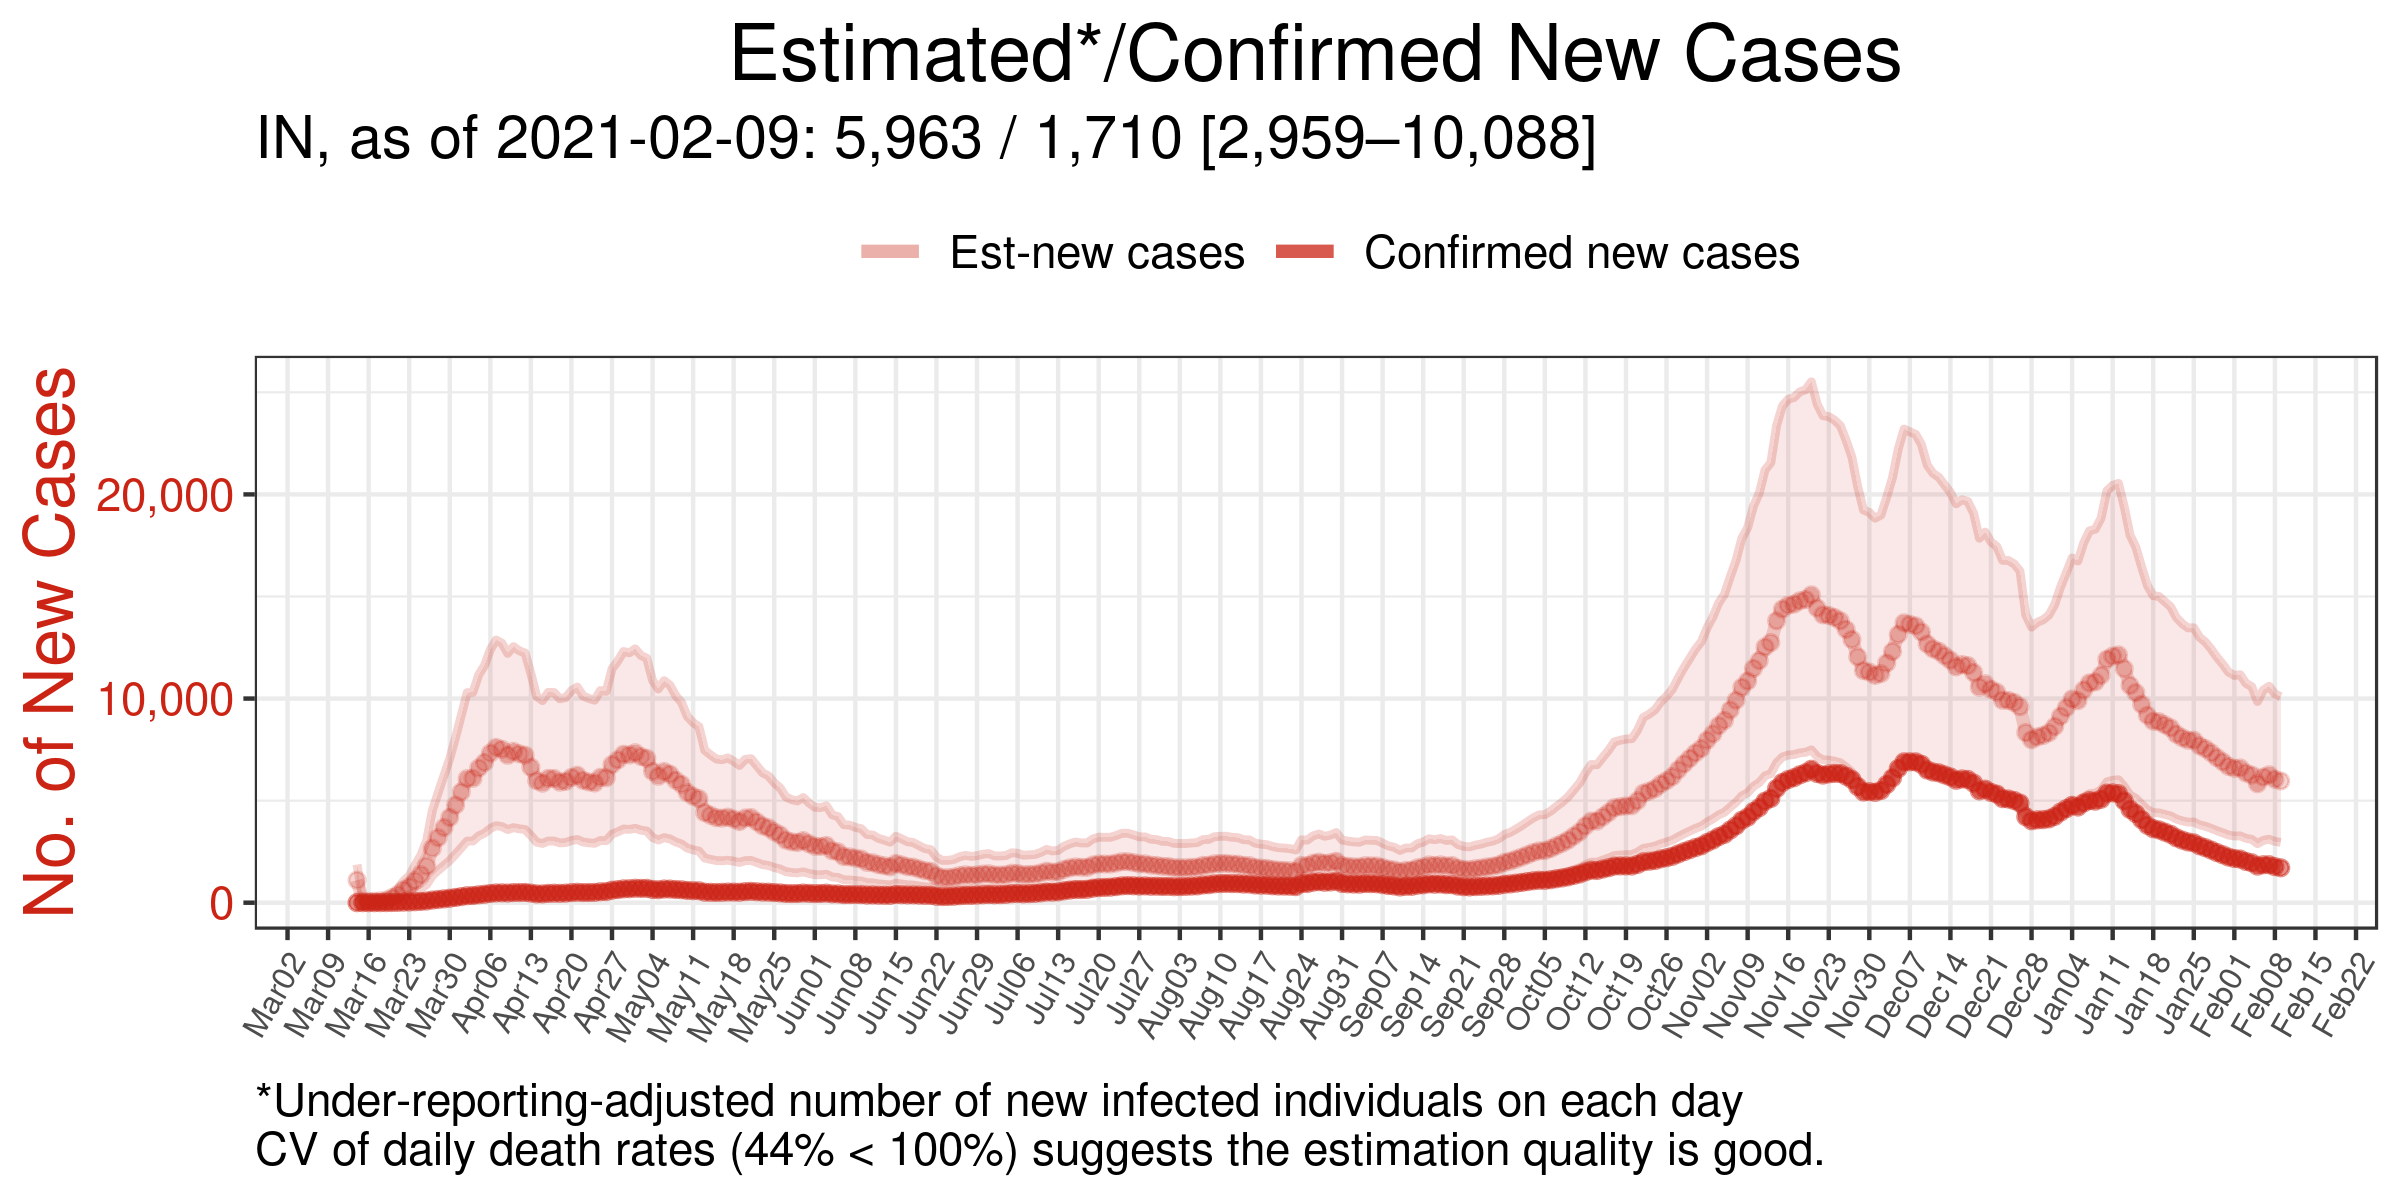 Estimated*/Confirmed New Cases
IN, as of 2021-02-09: 5,963 / 1,710 [2,959–10,088]
Est-new cases
Confirmed new cases
No. of New Cases
20,000
10,000
0
Mar02
Mar09
Mar16
Mar23
Mar30
Apr06
Apr13
Apr20
Apr27
May04
May11
May18
May25
Jun01
Jun08
Jun15
Jun22
Jun29
Jul06
Jul13
Jul20
Jul27
Aug03
Aug10
Aug17
Aug24
Aug31
Sep07
Sep14
Sep21
Sep28
Oct05
Oct12
Oct19
Oct26
Nov02
Nov09
Nov16
Nov23
Nov30
Dec07
Dec14
Dec21
Dec28
Jan04
Jan11
Jan18
Jan25
Feb01
Feb08
Feb15
Feb22
*Under-reporting-adjusted number of new infected individuals on each day
CV of daily death rates (44% < 100%) suggests the estimation quality is good.